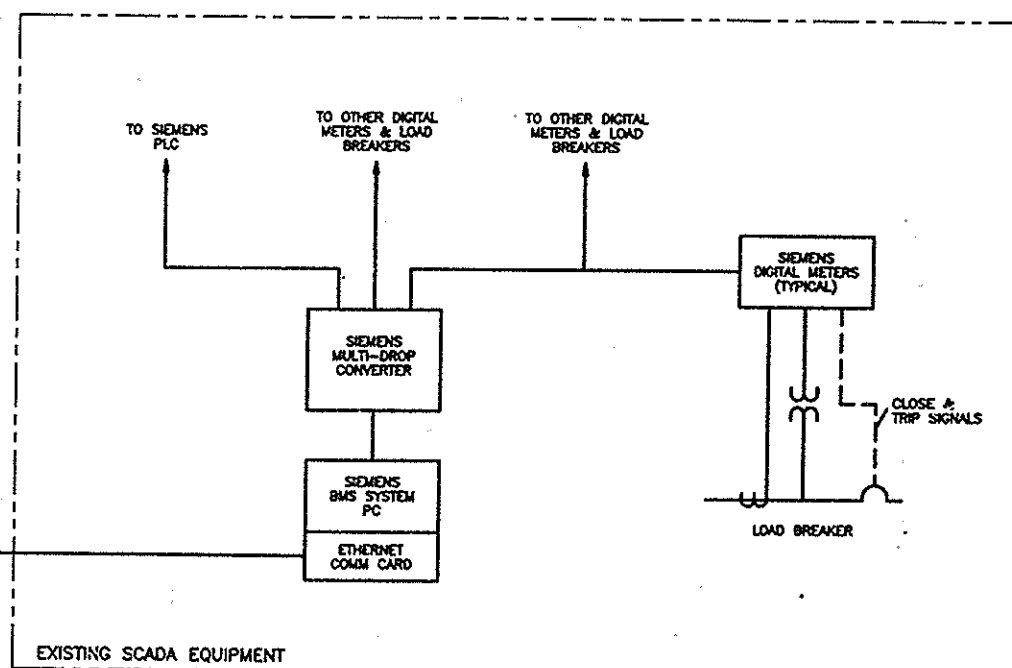 TO SIEMENS
PLC
TO OTHER DIGITAL
METERS & LOAD
BREAKERS
TO OTHER DIGITAL
METERS & LOAD
BREAKERS
SIEMENS
DIGITAL METERS
(TYPICAL)
SIEMENS
MULTI-DROP
CONVERTER
CLOSE &
TRIP SIGNALS
SIEMENS
BMS SYSTEM
PC
ETHERNET
COMM CARD
LOAD BREAKER
EXISTING SCADA EQUIPMENT